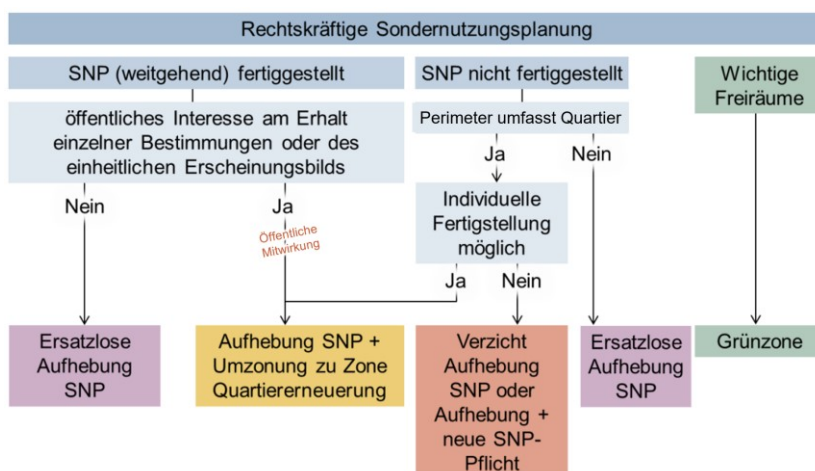 Rechtskräftige Sondernutzungsplanung
SNP (weitgehend) fertiggestellt
SNP nicht fertiggestellt
Wichtige
Freiräume
öffentliches Interesse am Erhalt
einzelner Bestimmungen oder des
einheitlichen Erscheinungsbilds
Perimeter umfasst Quartier
Ja
Nein
Nein
Ja
Öffentliche
Mitwirkung
Individuelle
Fertigstellung
möglich
Ja
Nein
Ersatzlose
Aufhebung
SNP
Aufhebung SNP +
Umzonung zu Zone
Quartiererneuerung
Verzicht
Aufhebung
SNP oder
Aufhebung +
neue SNP-
Pflicht
Ersatzlose
Aufhebung
SNP
Grünzone